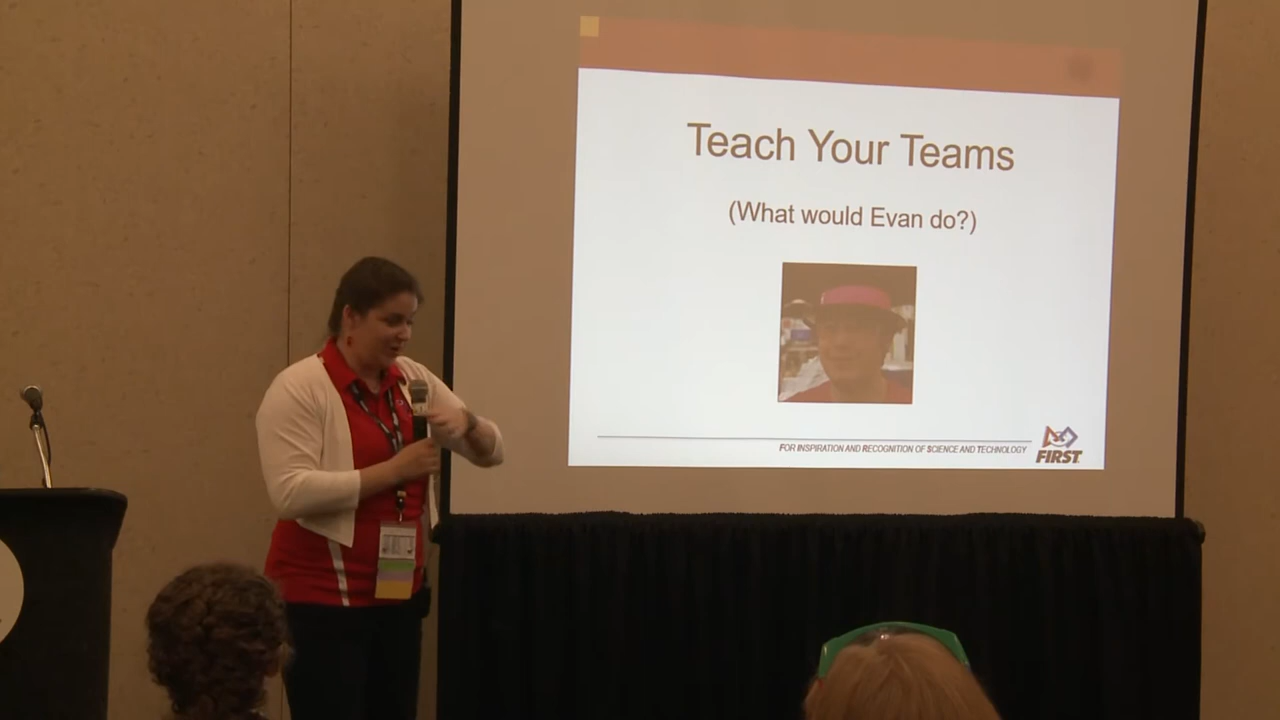 Teach Your Teams
(What would Evan do?)
FOR INSPIRATION AND RECOGNITION OF SCIENCE AND TECHNOLOGY
FIRST